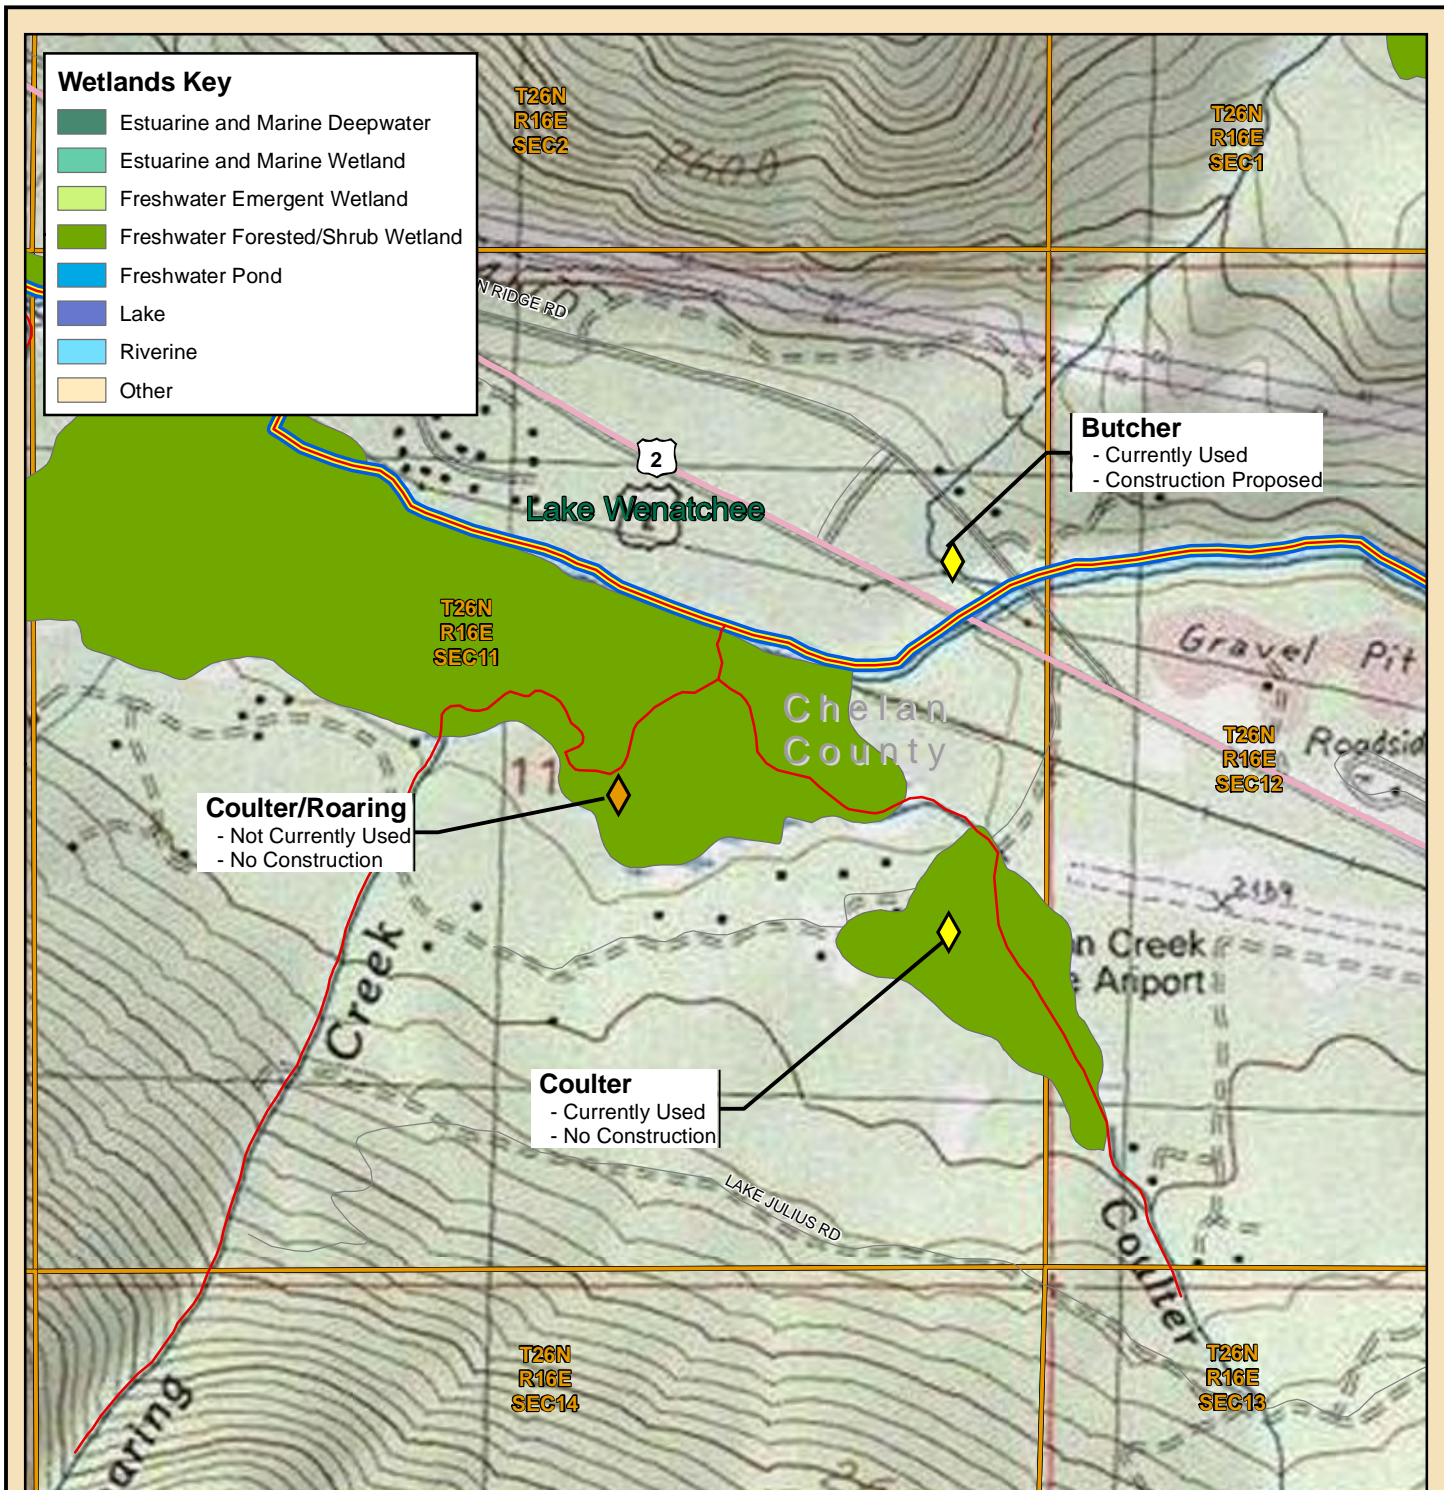 Wetlands Key
Estuarine and Marine Deepwater
Estuarine and Marine Wetland
Freshwater Emergent Wetland
Freshwater Forested/Shrub Wetland
Freshwater Pond
Lake
Riverine
Other
T26N
R16E
SEC2
T26N
R16E
SEC1
2600
N RIDGE RD
2
Lake Wenatchee
Butcher
- Currently Used
- Construction Proposed
T26N
R16E
SEC11
Gravel Pit
Chelan
County
T26N
R16E
SEC12
Roadsid
11
Coulter/Roaring
- Not Currently Used
- No Construction
2139
n Creek
e Airport
Creek
Coulter
- Currently Used
- No Construction
LAKE JULIUS RD
Coulter
T26N
R16E
SEC14
T26N
R16E
SEC13
aring